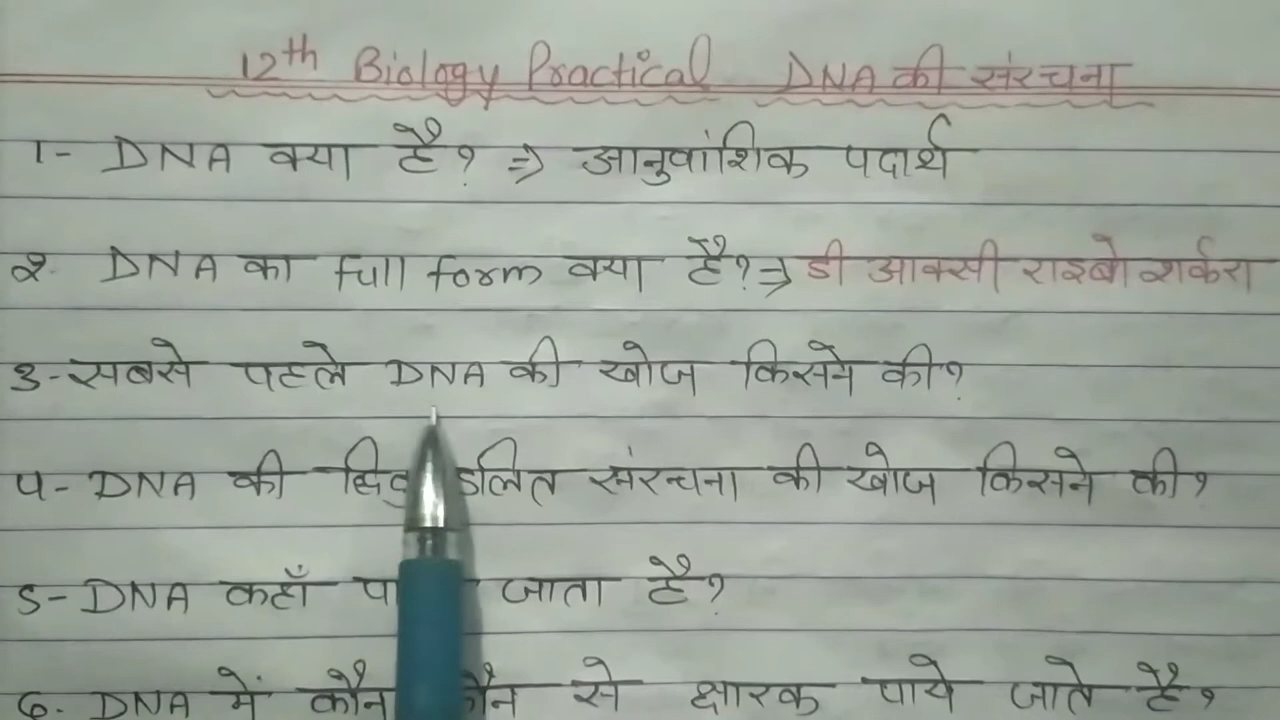 12th Biology Practical DNA की संरचना
1- DNA क्या है? ⇒ आनुवांशिक पदार्थ
2. DNA का full form क्या है? ⇒ डी आक्सी राइबो शर्करा
3- सबसे पहले DNA की खोज किसने की?
4- DNA की संरचना की खोज किसने की?
5- DNA कहाँ जाता है?
6. DNA में कौन से क्षारक पाये जाते है?